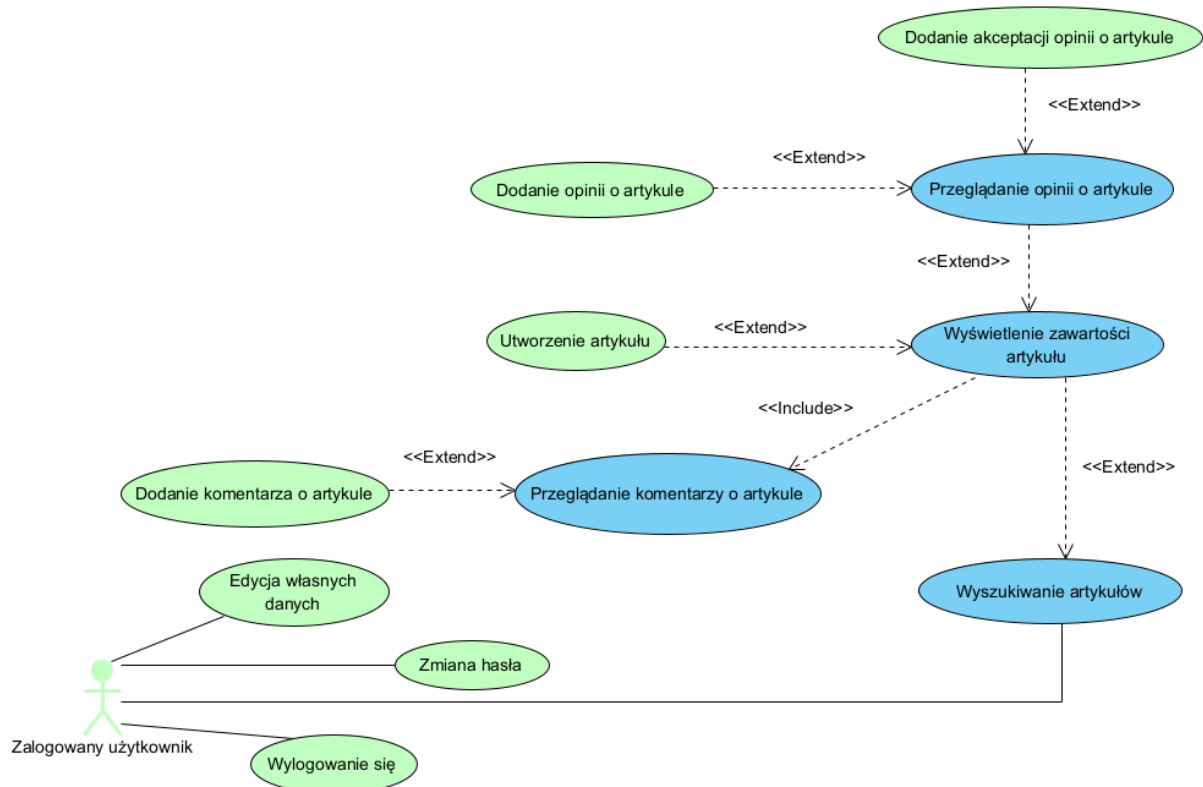 Dodanie akceptacji opinii o artykule
<<Extend>>
<<Extend>>
Dodanie opinii o artykule
Przeglądanie opinii o artykule
<<Extend>>
<<Extend>>
Utworzenie artykułu
Wyświetlenie zawartości
artykułu
<<Include>>
<<Extend>>
<<Extend>>
Dodanie komentarza o artykule
Przeglądanie komentarzy o artykule
Edycja własnych
danych
Wyszukiwanie artykułów
Zmiana hasła
Zalogowany użytkownik
Wylogowanie się